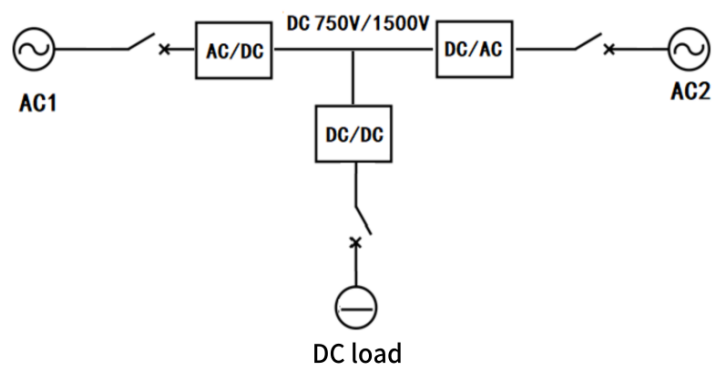 DC 750V/1500V
AC/DC
DC/AC
AC1
AC2
DC/DC
DC load